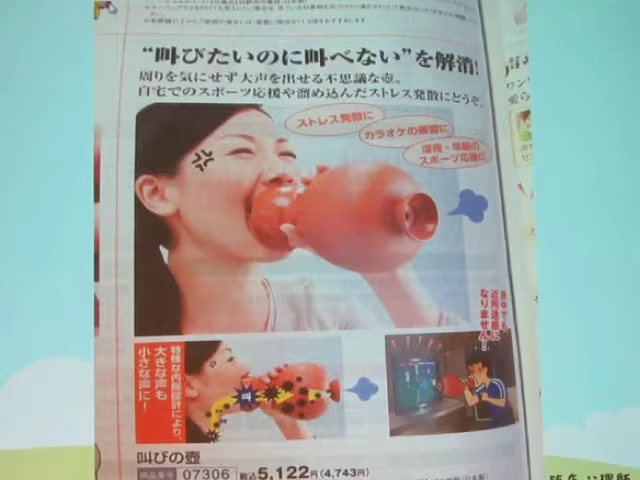 “叫びたいのに叫べない”を解消!
周りを気にせず大声を出せる不思議な壺。
自宅でのスポーツ応援や溜め込んだストレス発散にどうぞ。
ストレス発散に
カラオケの練習に
深夜・早朝の
スポーツ応援に
夜中でも
近所迷惑に
なりません!
特殊な内部設計により、
大きな声も
小さな声に!
叫びの壺
商品番号 07306 税込5,122円(4,743円)